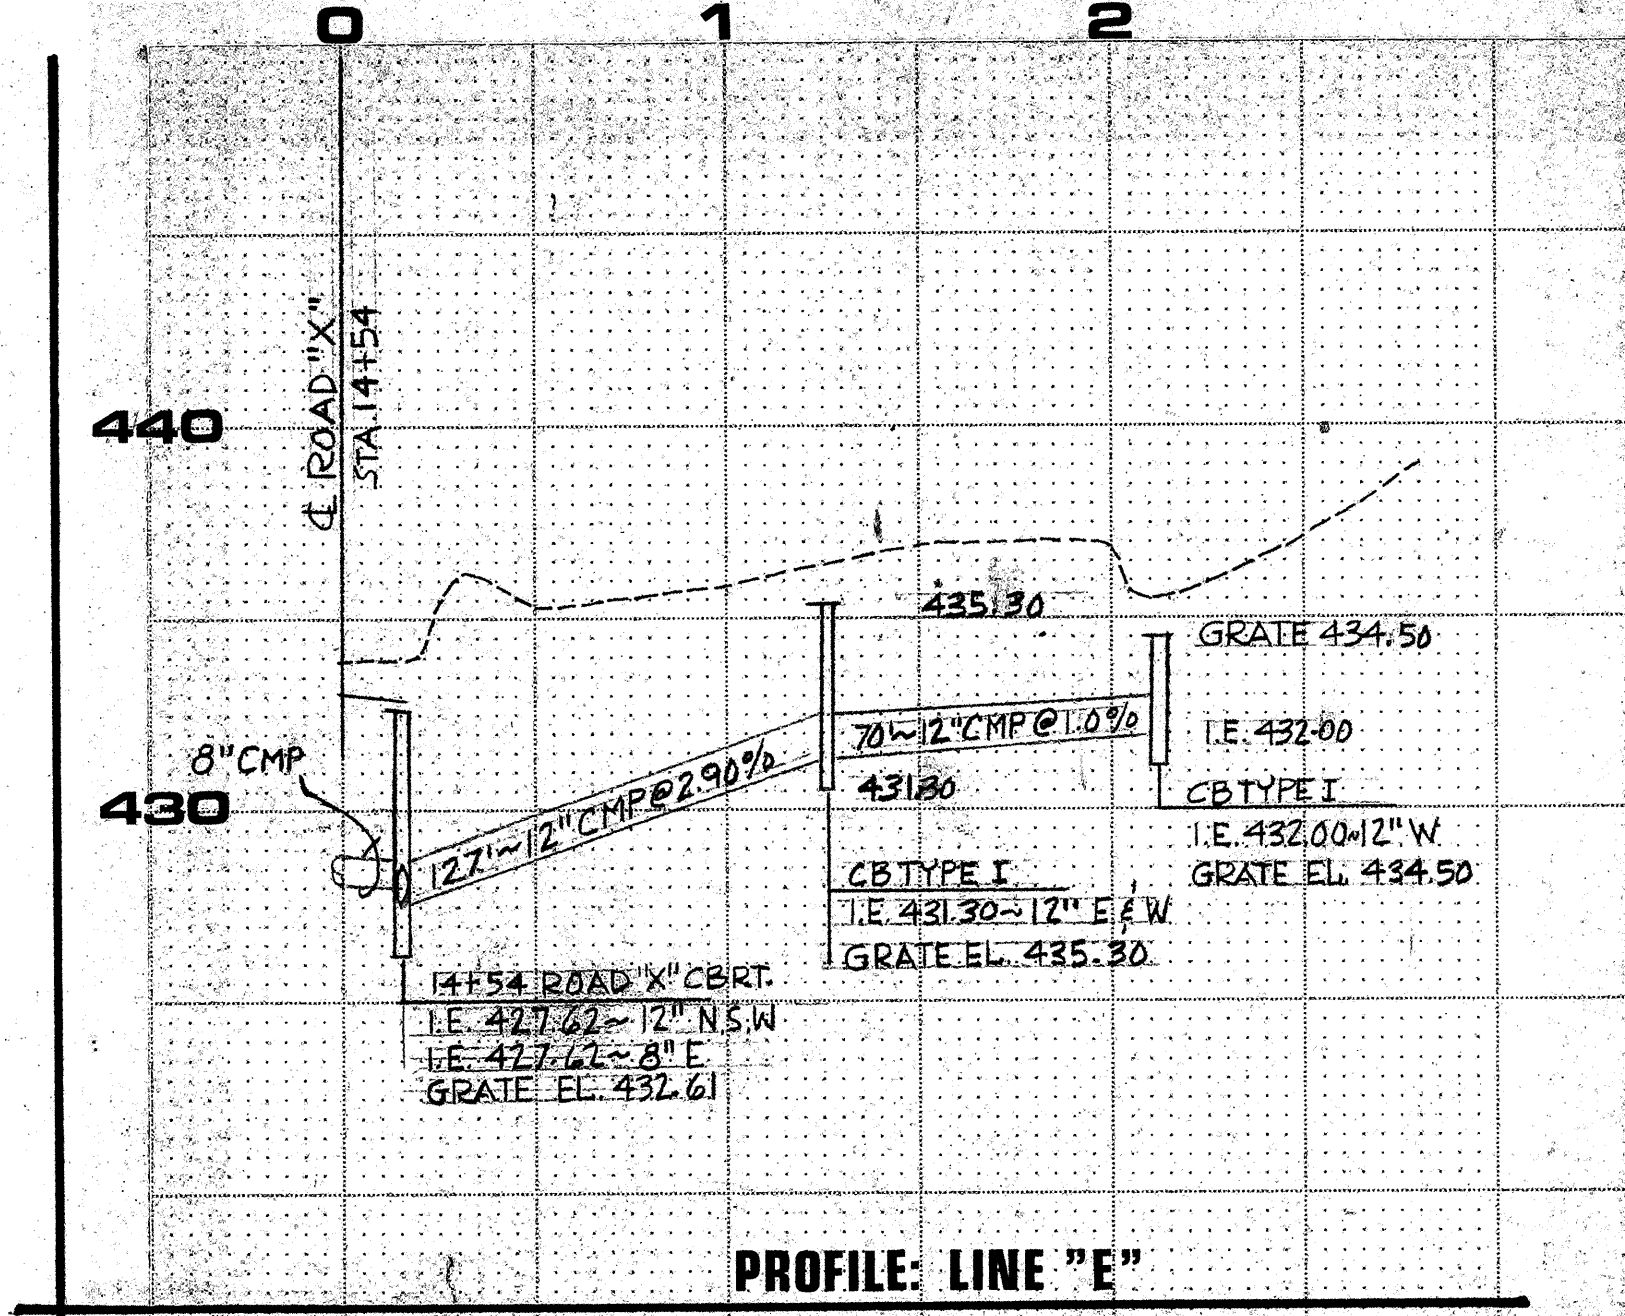 0 1 2
℄ ROAD "X"
STA. 14+54
440
435.30
GRATE 434.50
70'~12"CMP@1.0%
I.E. 432.00
8"CMP
127'~12"CMP@2.90%
431.30
430
CB TYPE I
I.E. 432.00~12" W
GRATE EL. 434.50
CB TYPE I
I.E. 431.30~12" E & W
GRATE EL. 435.30
14+54 ROAD "X" CB RT.
I.E. 427.62~12" N,S,W
I.E. 427.62~8" E
GRATE EL. 432.61
PROFILE: LINE "E"